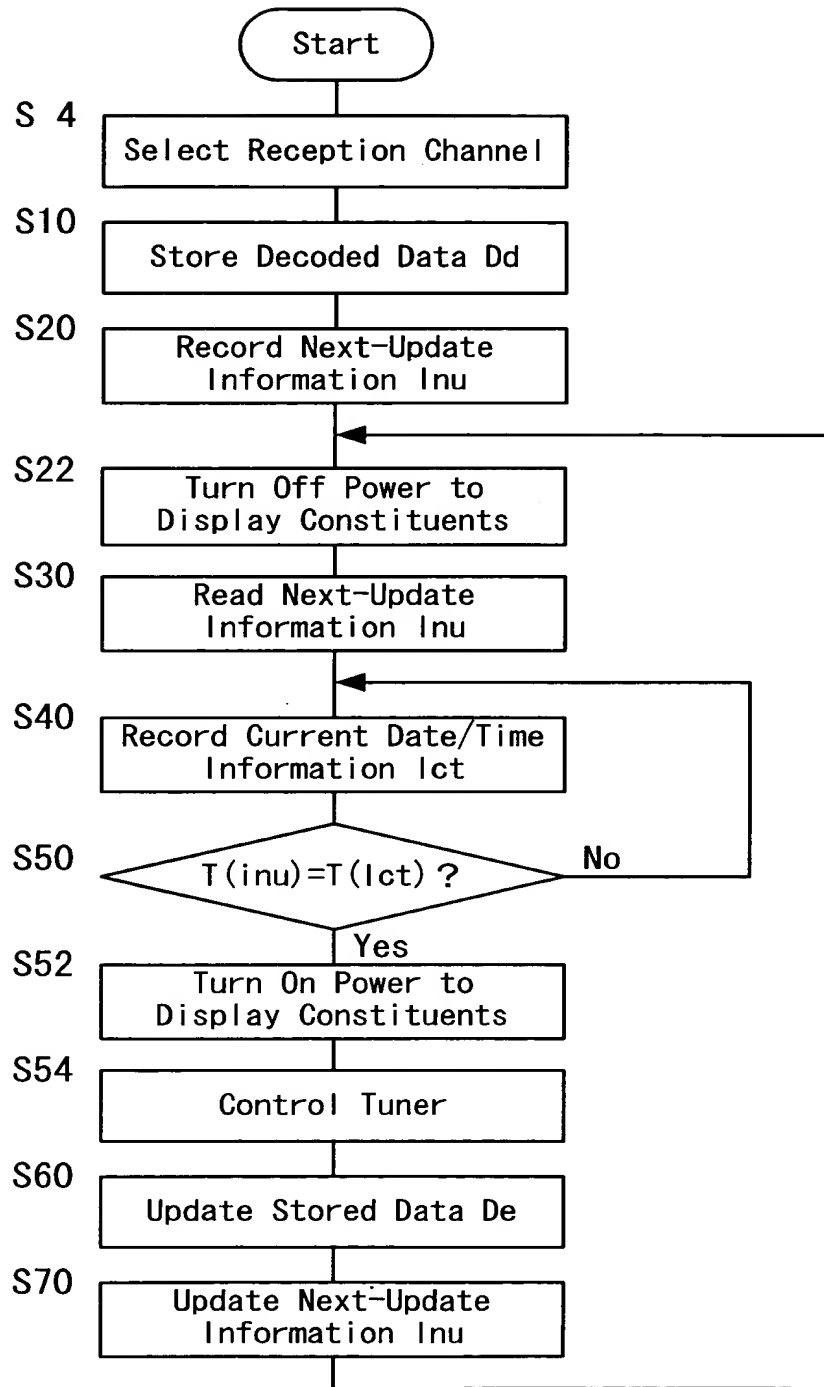 Start
S 4
Select Reception Channel
S10
Store Decoded Data Dd
S20
Record Next-Update
Information Inu
S22
Turn Off Power to
Display Constituents
S30
Read Next-Update
Information Inu
S40
Record Current Date/Time
Information Ict
S50
T(inu)=T(Ict)?
No
Yes
S52
Turn On Power to
Display Constituents
S54
Control Tuner
S60
Update Stored Data De
S70
Update Next-Update
Information Inu